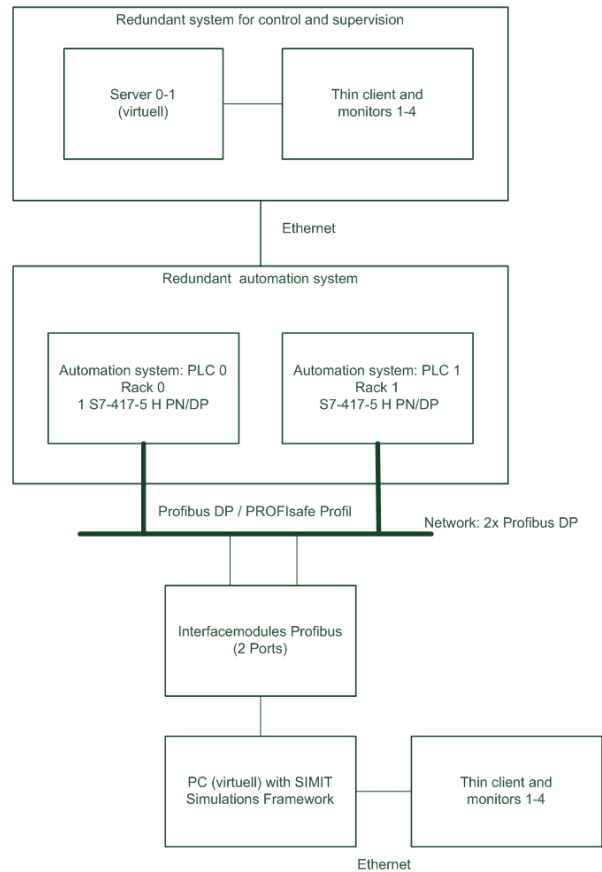 Redundant system for control and supervision
Server 0-1
(virtuell)
Thin client and
monitors 1-4
Ethernet
Redundant automation system
Automation system: PLC 0
Rack 0
1 S7-417-5 H PN/DP
Automation system: PLC 1
Rack 1
S7-417-5 H PN/DP
Profibus DP / PROFIsafe Profil
Network: 2x Profibus DP
Interfacemodules Profibus
(2 Ports)
PC (virtuell) with SIMIT
Simulations Framework
Thin client and
monitors 1-4
Ethernet